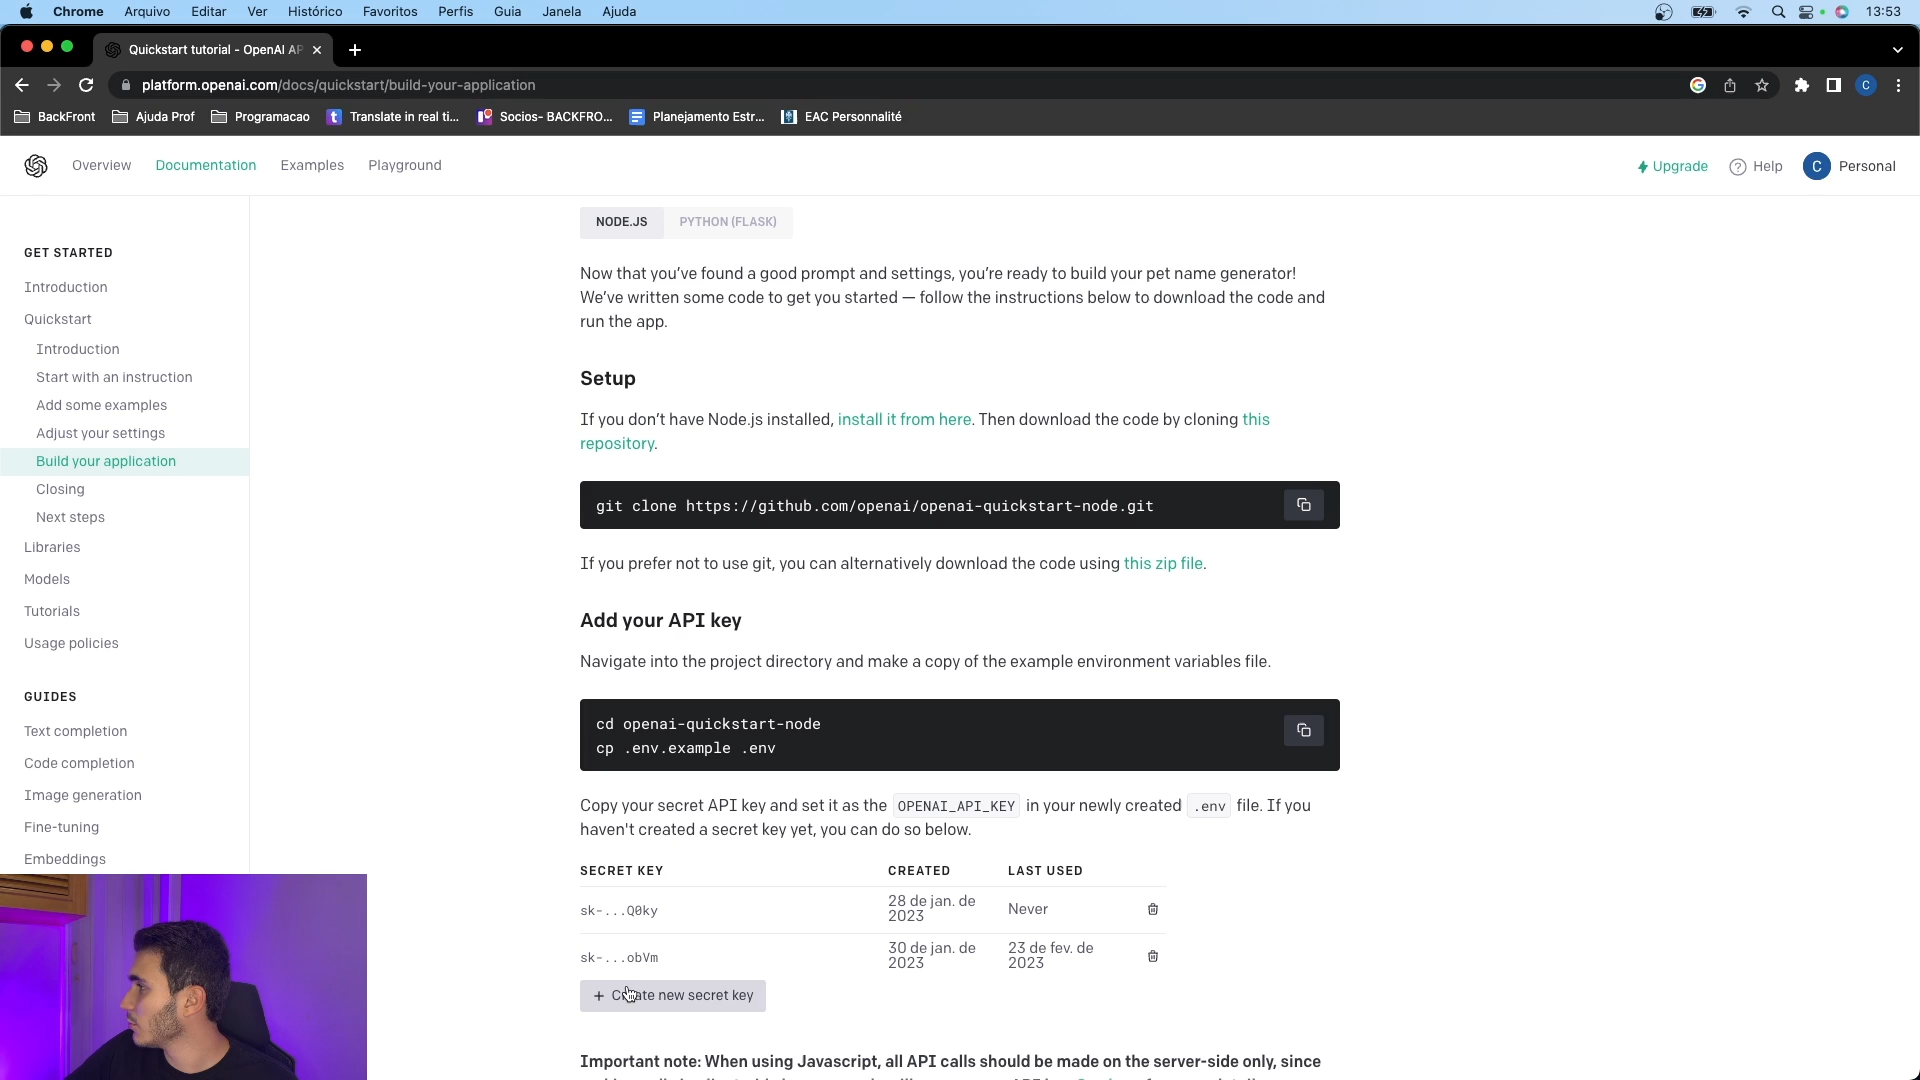 Chrome Arquivo Editar Ver Histórico Favoritos Perfis Guia Janela Ajuda 13:53
Quickstart tutorial - OpenAI AP
platform.openai.com/docs/quickstart/build-your-application C
BackFront Ajuda Prof Programacao Translate in real ti... Socios- BACKFRO... Planejamento Estr... EAC Personnalité
Overview Documentation Examples Playground Upgrade Help C Personal
GET STARTED
Introduction
Quickstart
Introduction
Start with an instruction
Add some examples
Adjust your settings
Build your application
Closing
Next steps
Libraries
Models
Tutorials
Usage policies
GUIDES
Text completion
Code completion
Image generation
Fine-tuning
Embeddings
NODE.JS PYTHON (FLASK)
Now that you’ve found a good prompt and settings, you’re ready to build your pet name generator!
We’ve written some code to get you started — follow the instructions below to download the code and
run the app.
Setup
If you don’t have Node.js installed, install it from here. Then download the code by cloning this
repository.
git clone https://github.com/openai/openai-quickstart-node.git
If you prefer not to use git, you can alternatively download the code using this zip file.
Add your API key
Navigate into the project directory and make a copy of the example environment variables file.
cd openai-quickstart-node
cp .env.example .env
Copy your secret API key and set it as the OPENAI_API_KEY in your newly created .env file. If you
haven't created a secret key yet, you can do so below.
SECRET KEY CREATED LAST USED
sk-...Q0ky 28 de jan. de 2023 Never
sk-...obVm 30 de jan. de 2023 23 de fev. de 2023
+ Create new secret key
Important note: When using Javascript, all API calls should be made on the server-side only, since